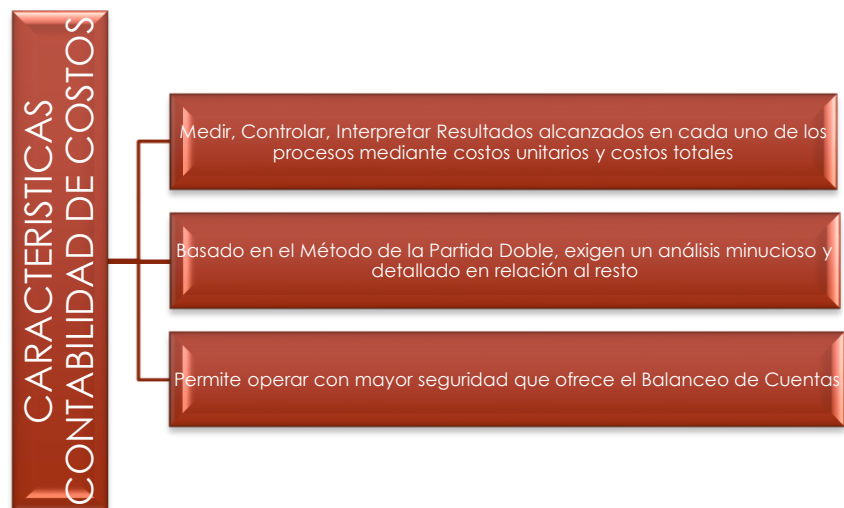 CARACTERISTICAS
CONTABILIDAD DE COSTOS
Medir, Controlar, Interpretar Resultados alcanzados en cada uno de los
procesos mediante costos unitarios y costos totales
Basado en el Método de la Partida Doble, exigen un análisis minucioso y
detallado en relación al resto
Permite operar con mayor seguridad que ofrece el Balanceo de Cuentas